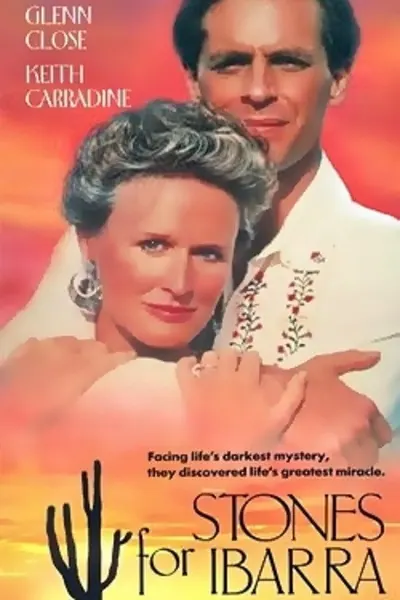 GLENN
CLOSE
KEITH
CARRADINE
Facing life's darkest mystery,
they discovered life's greatest miracle.
STONES
for IBARRA